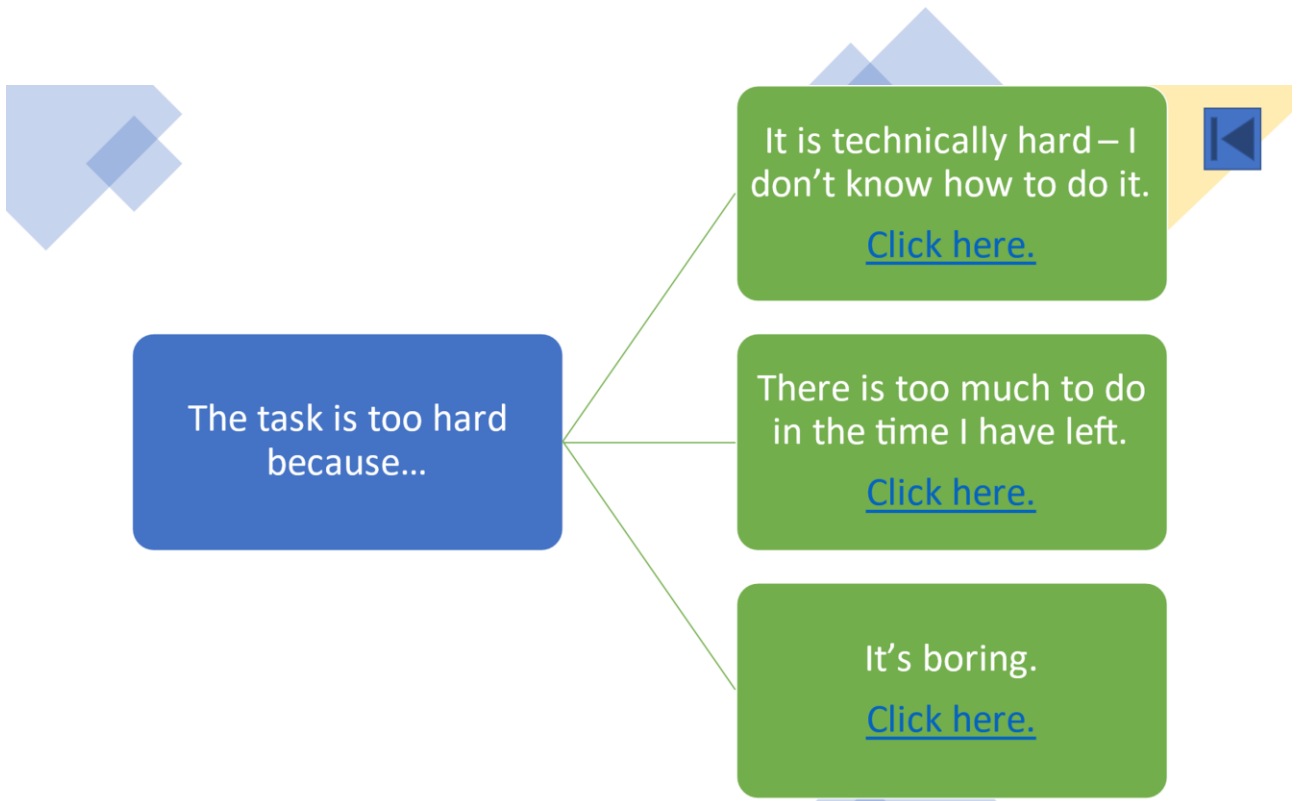 The task is too hard
because…
It is technically hard – I
don’t know how to do it.
Click here.
There is too much to do
in the time I have left.
Click here.
It’s boring.
Click here.